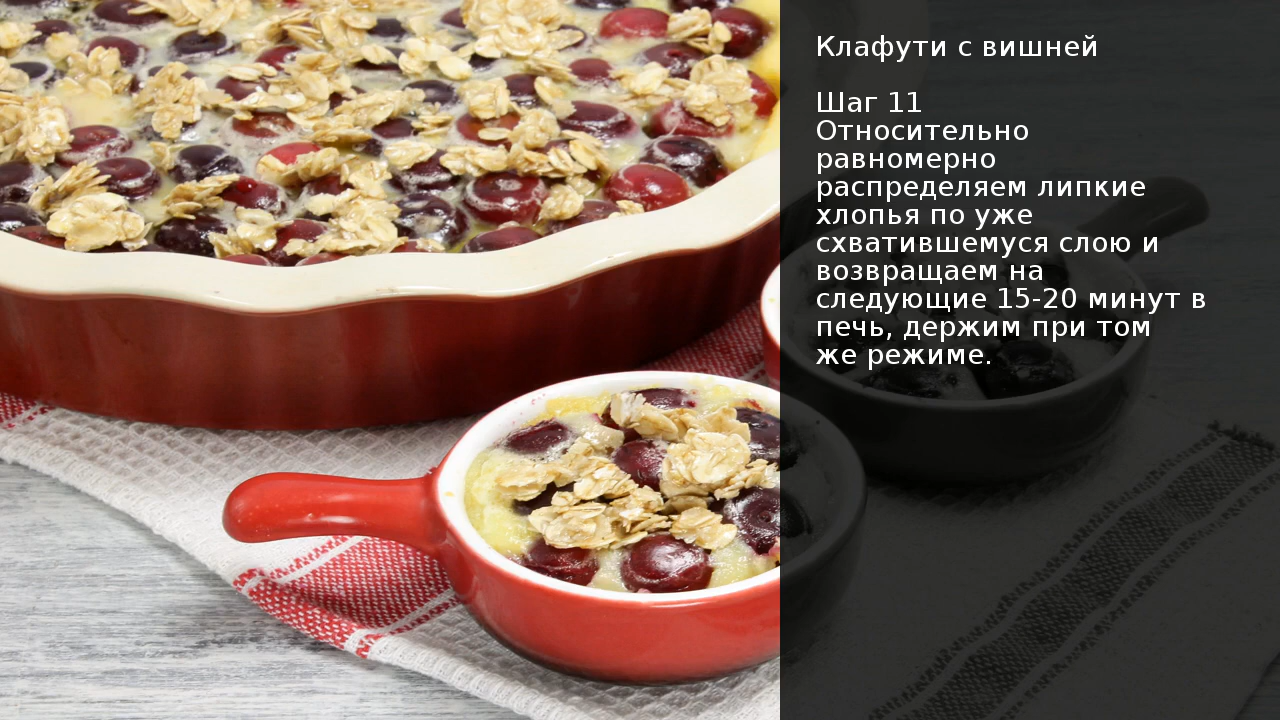 Клафути с вишней
Шаг 11
Относительно
равномерно
распределяем липкие
хлопья по уже
схватившемуся слою и
возвращаем на
следующие 15-20 минут в
печь, держим при том
же режиме.